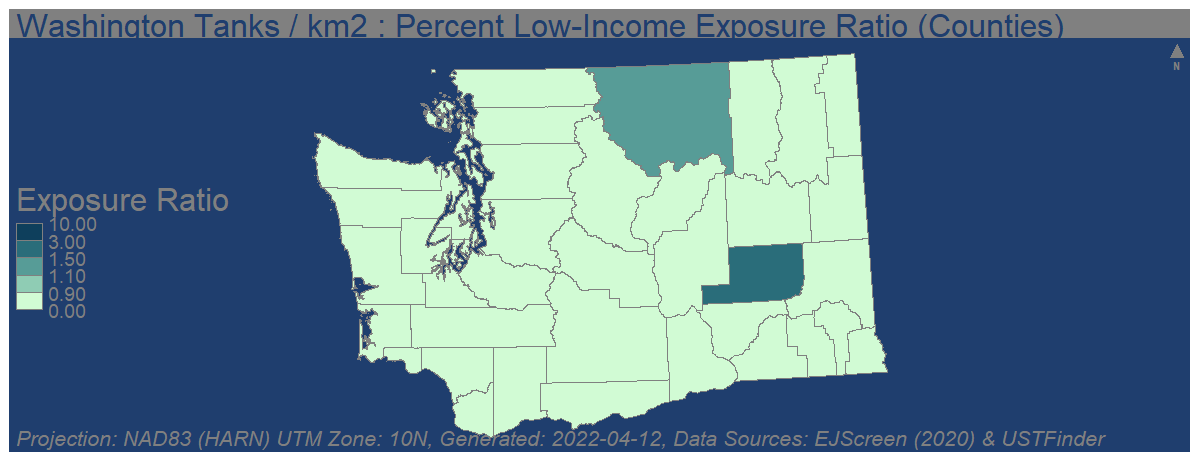 Washington Tanks / km2 : Percent Low-Income Exposure Ratio (Counties)
N
Exposure Ratio
10.00
3.00
1.50
1.10
0.90
0.00
Projection: NAD83 (HARN) UTM Zone: 10N, Generated: 2022-04-12, Data Sources: EJScreen (2020) & USTFinder